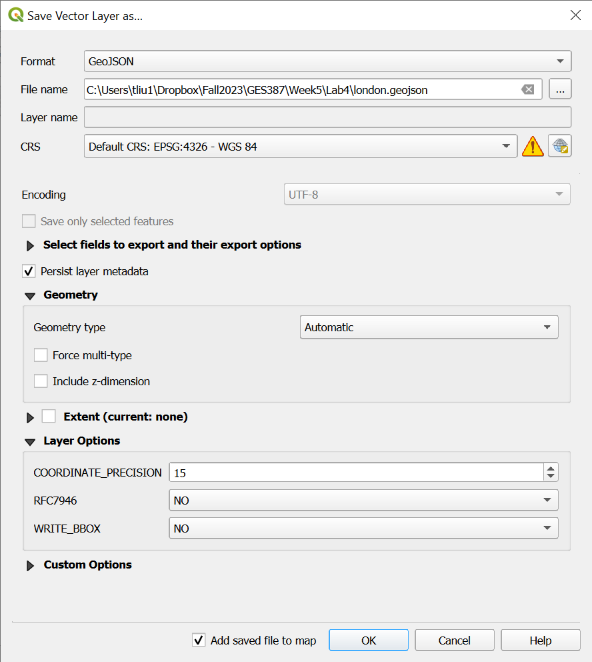 Save Vector Layer as...
Format GeoJSON
File name C:\Users\tliu1\Dropbox\Fall2023\GES387\Week5\Lab4\london.geojson ...
Layer name
CRS Default CRS: EPSG:4326 - WGS 84
Encoding UTF-8
Save only selected features
Select fields to export and their export options
Persist layer metadata
Geometry
Geometry type Automatic
Force multi-type
Include z-dimension
Extent (current: none)
Layer Options
COORDINATE_PRECISION 15
RFC7946 NO
WRITE_BBOX NO
Custom Options
Add saved file to map OK Cancel Help